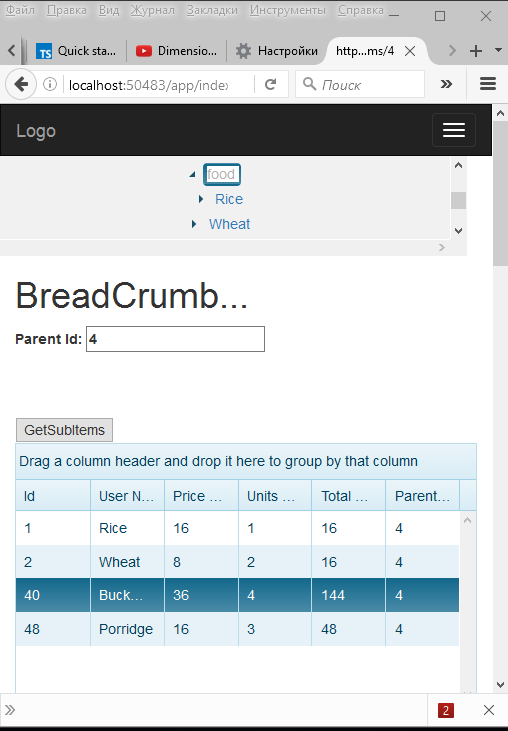 Файл Правка Вид Журнал Закладки Инструменты Справка
TS Quick sta... Dimensio... Настройки http...ms/4
localhost:50483/app/index Поиск
Logo
food
Rice
Wheat
BreadCrumb...
Parent Id: 4
GetSubItems
Drag a column header and drop it here to group by that column
Id User N... Price ... Units ... Total ... Parent...
1 Rice 16 1 16 4
2 Wheat 8 2 16 4
40 Buck... 36 4 144 4
48 Porridge 16 3 48 4
2